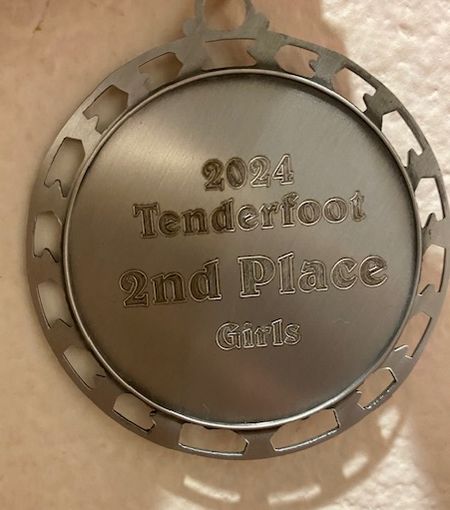 2024
Tenderfoot
2nd Place
Girls